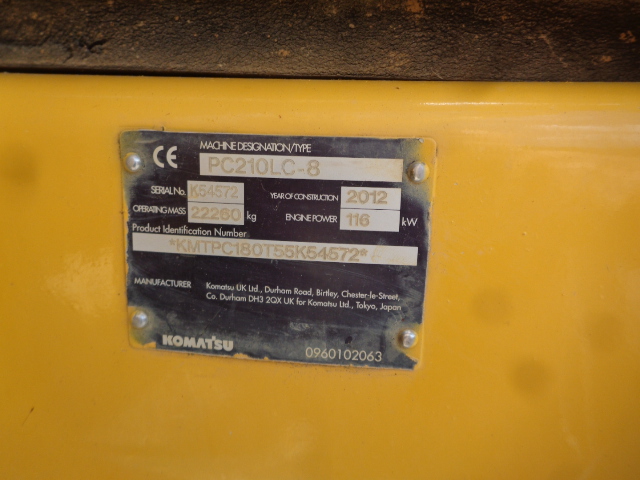 CE MACHINE DESIGNATION/TYPE
PC210LC-8
SERIAL No. K54572 YEAR OF CONSTRUCTION 2012
OPERATING MASS 22260 kg ENGINE POWER 116 kW
Product Identification Number
*KMTPC180T55K54572*
MANUFACTURER Komatsu UK Ltd., Durham Road, Birtley, Chester-le-Street,
Co. Durham DH3 2QX UK for Komatsu Ltd., Tokyo, Japan
KOMATSU 0960102063